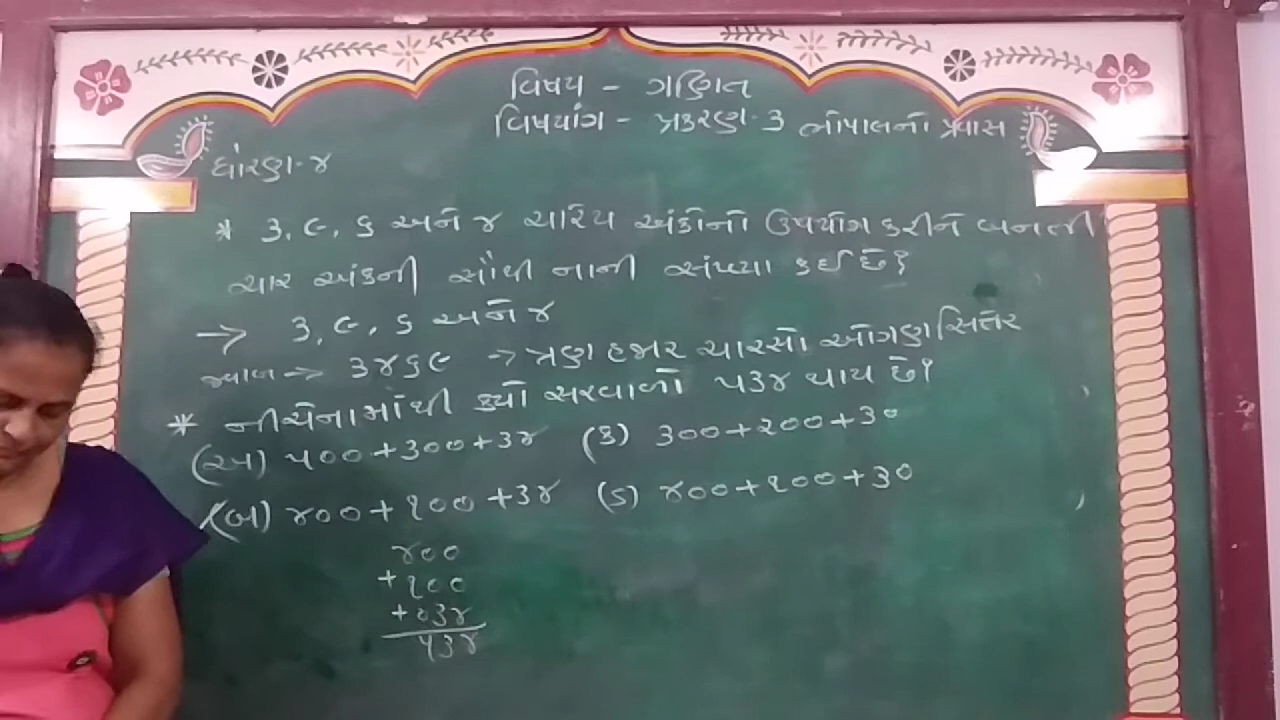 વિષય - ગણિત
વિષયાંગ - પ્રકરણ-૩ ભોપાલનો પ્રવાસ
ધોરણ-૪
* ૩, ૯, ૬ અને ૪ ચારેય અંકોનો ઉપયોગ કરીને બનતી
ચાર અંકની સૌથી નાની સંખ્યા કઈ છે?
→ ૩, ૯, ૬ અને ૪
જવાબ → ૩૪૬૯ → ત્રણ હજાર ચારસો ઓગણસિત્તેર
* નીચેનામાંથી કયો સરવાળો ૫૩૪ થાય છે?
(અ) ૫૦૦+૩૦૦+૩૪ (ક) ૩૦૦+૨૦૦+૩૦
(બ) ૪૦૦+૧૦૦+૩૪ (ડ) ૪૦૦+૧૦૦+૩૦
૪૦૦
+૧૦૦
+૦૩૪
૫૩૪